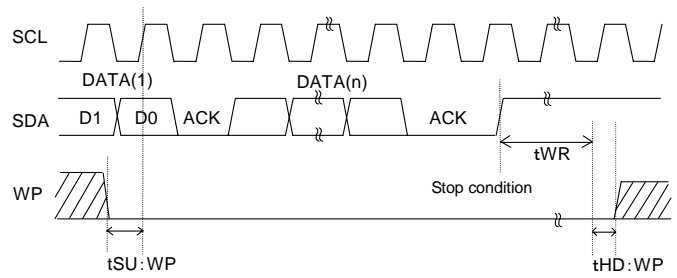 SCL
DATA(1) DATA(n)
SDA D1 D0 ACK ACK
tWR
WP Stop condition
tSU:WP tHD:WP